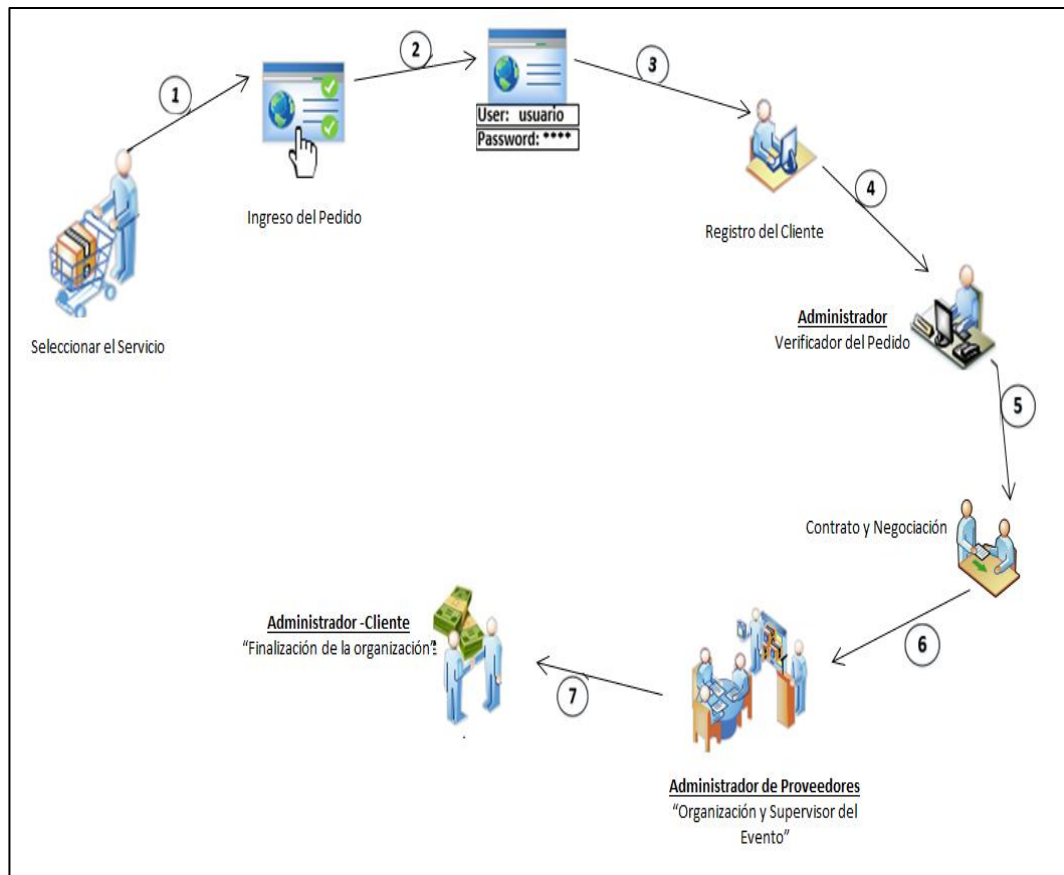 1
2
3
User: usuario
Password: ****
Ingreso del Pedido
Seleccionar el Servicio
Registro del Cliente
4
Administrador
Verificador del Pedido
5
Contrato y Negociación
6
Administrador de Proveedores
“Organización y Supervisor del
Evento”
7
Administrador -Cliente
“Finalización de la organización”